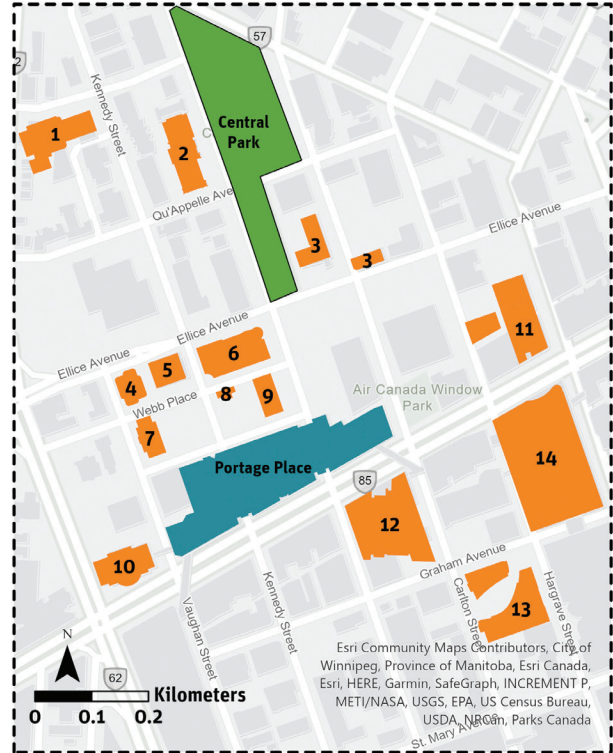 57
2
Kennedy Street
1
2
C
Central
Park
Qu'Appelle Ave
3
3
Ellice Avenue
11
Ellice Avenue
6
5
Ellice Avenue
4
8
9
Webb Place
Air Canada Window
Park
7
Portage Place
14
85
12
10
Graham Avenue
Vaughan Street
Kennedy Street
Carlton Street
Hargrave Street
13
N
62
Kilometers
0 0.1 0.2
St. Mary Avenue
Esri Community Maps Contributors, City of
Winnipeg, Province of Manitoba, Esri Canada,
Esri, HERE, Garmin, SafeGraph, INCREMENT P,
METI/NASA, USGS, EPA, US Census Bureau,
USDA, NRCan, Parks Canada